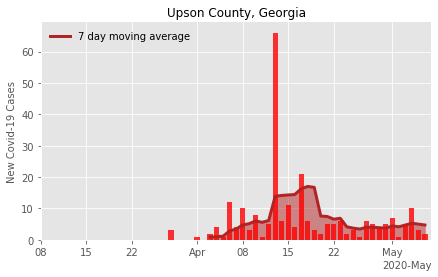 Upson County, Georgia
7 day moving average
New Covid-19 Cases
60
50
40
30
20
10
0
08 15 22 Apr 08 15 22 May
2020-May